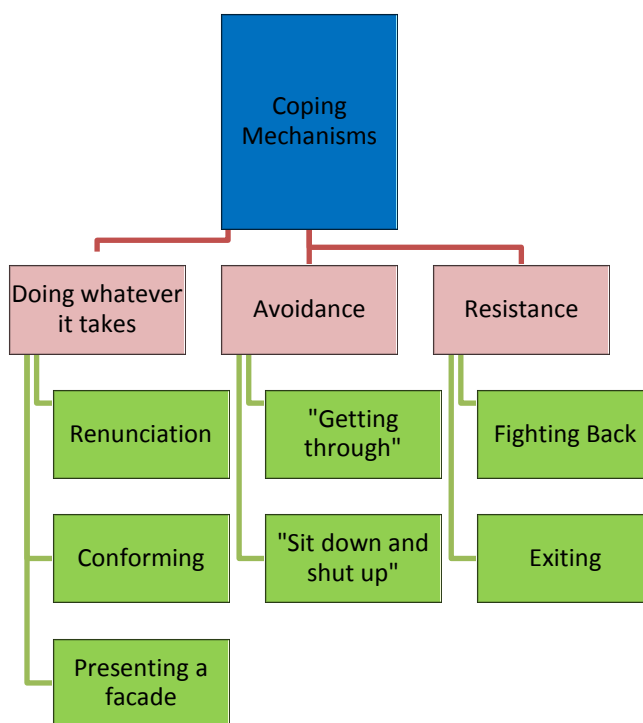 Coping
Mechanisms
Doing whatever
it takes
Avoidance
Resistance
Renunciation
"Getting
through"
Fighting Back
Conforming
"Sit down and
shut up"
Exiting
Presenting a
facade